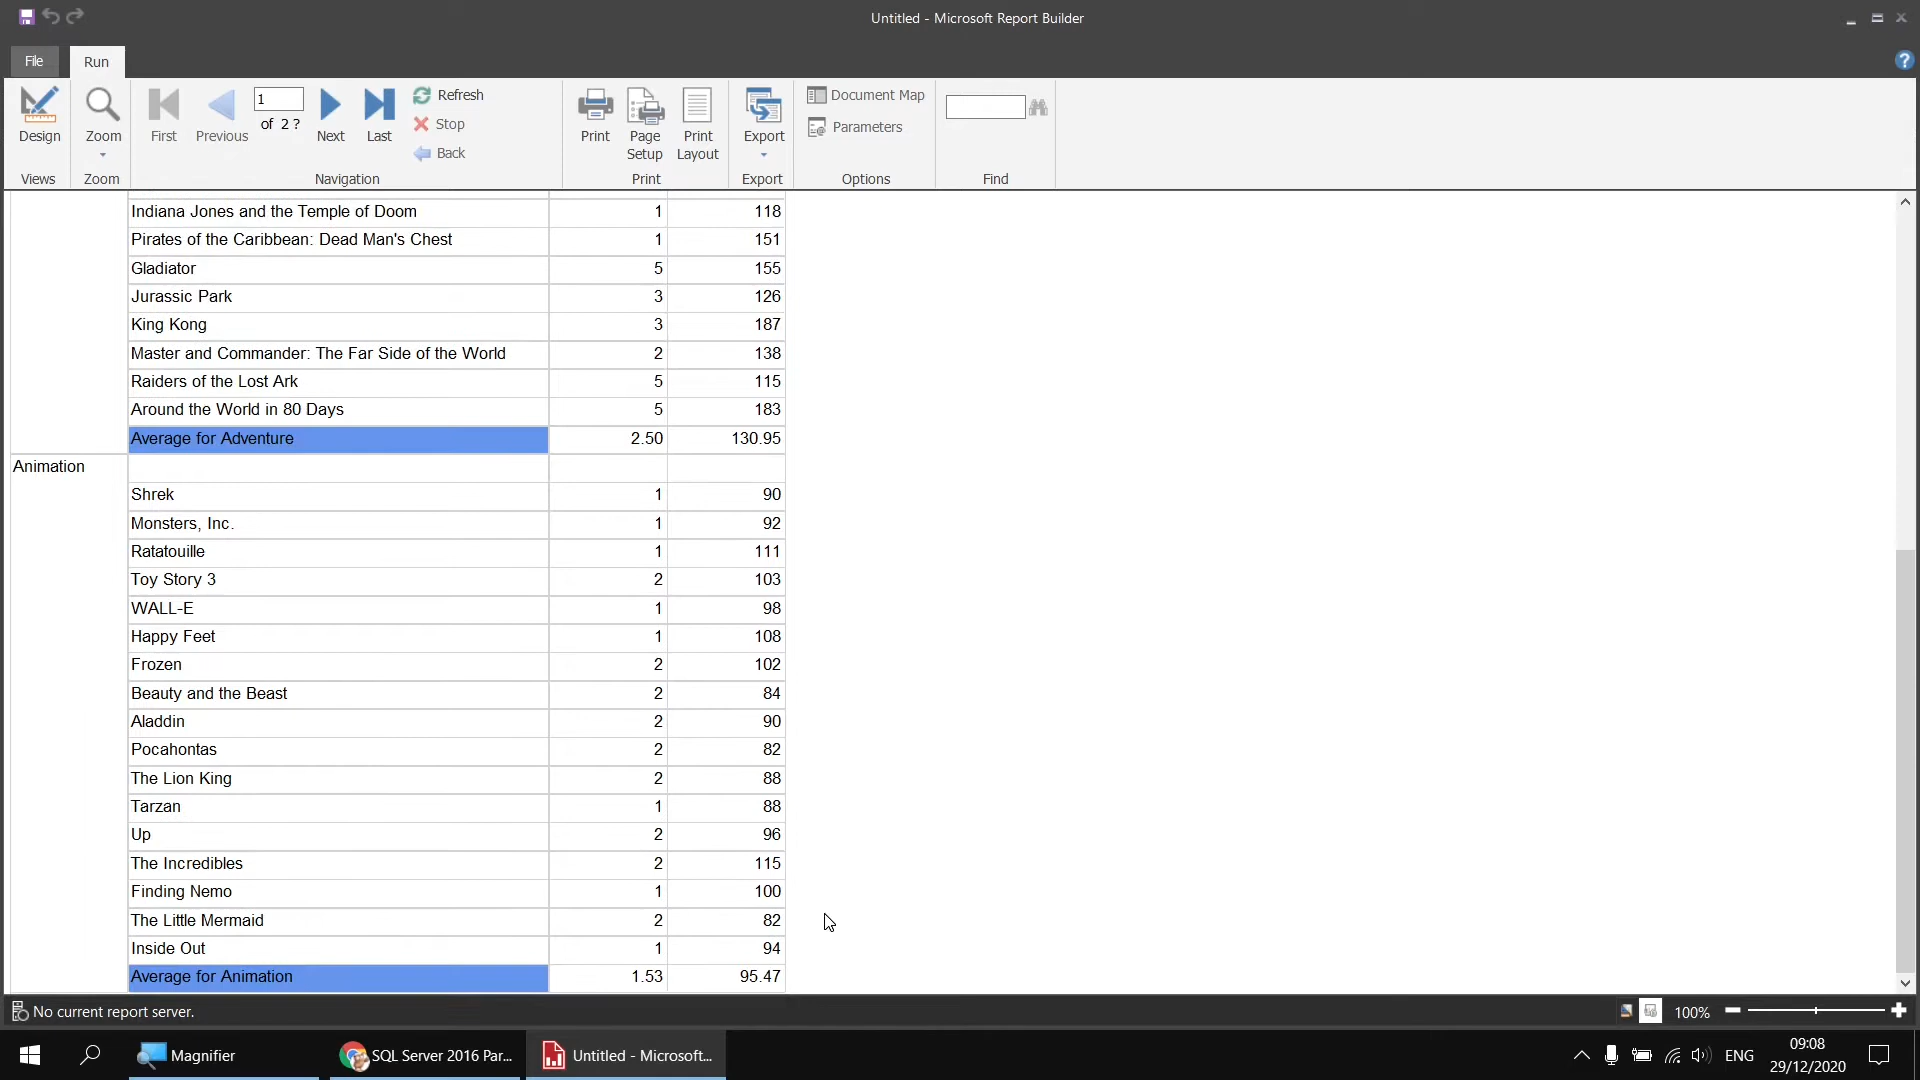 Untitled - Microsoft Report Builder
File
Run
?
Design
Zoom
First
Previous
1
of 2 ?
Next
Last
Refresh
Stop
Back
Print
Page Setup
Print Layout
Export
Document Map
Parameters
Views
Zoom
Navigation
Print
Export
Options
Find
Indiana Jones and the Temple of Doom 1 118
Pirates of the Caribbean: Dead Man's Chest 1 151
Gladiator 5 155
Jurassic Park 3 126
King Kong 3 187
Master and Commander: The Far Side of the World 2 138
Raiders of the Lost Ark 5 115
Around the World in 80 Days 5 183
Average for Adventure 2.50 130.95
Animation
Shrek 1 90
Monsters, Inc. 1 92
Ratatouille 1 111
Toy Story 3 2 103
WALL-E 1 98
Happy Feet 1 108
Frozen 2 102
Beauty and the Beast 2 84
Aladdin 2 90
Pocahontas 2 82
The Lion King 2 88
Tarzan 1 88
Up 2 96
The Incredibles 2 115
Finding Nemo 1 100
The Little Mermaid 2 82
Inside Out 1 94
Average for Animation 1.53 95.47
No current report server.
100%
Magnifier
SQL Server 2016 Par...
Untitled - Microsoft...
ENG
09:08
29/12/2020